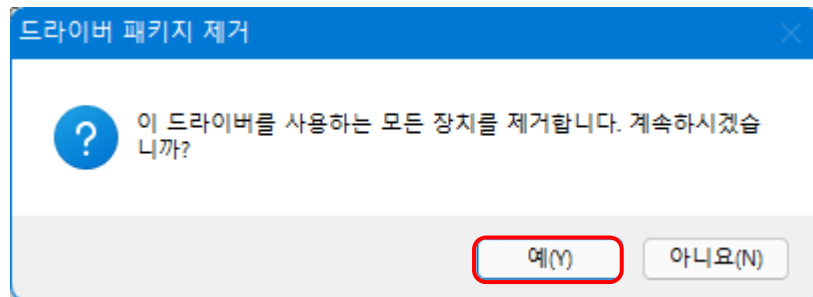 드라이버 패키지 제거
이 드라이버를 사용하는 모든 장치를 제거합니다. 계속하시겠습
니까?
예(Y)
아니요(N)